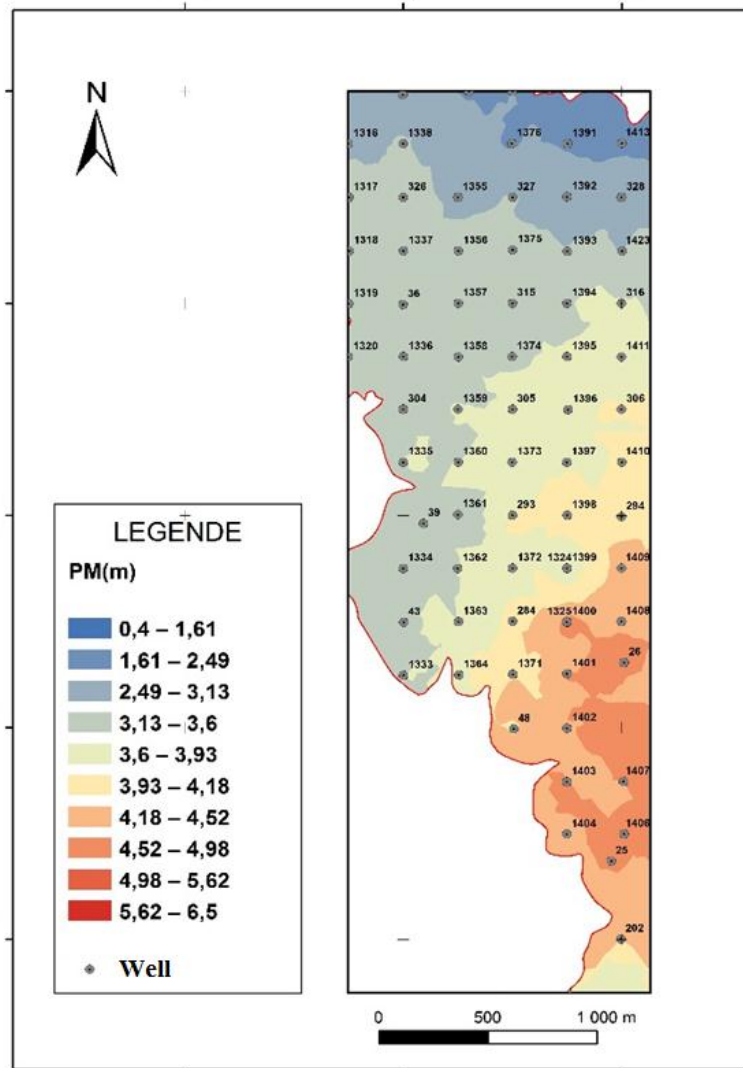 N
1316 1338 1376 1391 1413
1317 326 1355 327 1392 328
1318 1337 1356 1375 1393 1423
1319 36 1357 315 1394 316
1320 1336 1358 1374 1395 1411
304 1359 305 1396 306
1335 1360 1373 1397 1410
39 1361 293 1398 294
1334 1362 1372 1324 1399 1409
43 1363 284 1325 1400 1408
26
1333 1364 1371 1401
48 1402
1403 1407
1404 1406
25
202
LEGENDE
PM(m)
0,4 – 1,61
1,61 – 2,49
2,49 – 3,13
3,13 – 3,6
3,6 – 3,93
3,93 – 4,18
4,18 – 4,52
4,52 – 4,98
4,98 – 5,62
5,62 – 6,5
Well
0 500 1 000 m